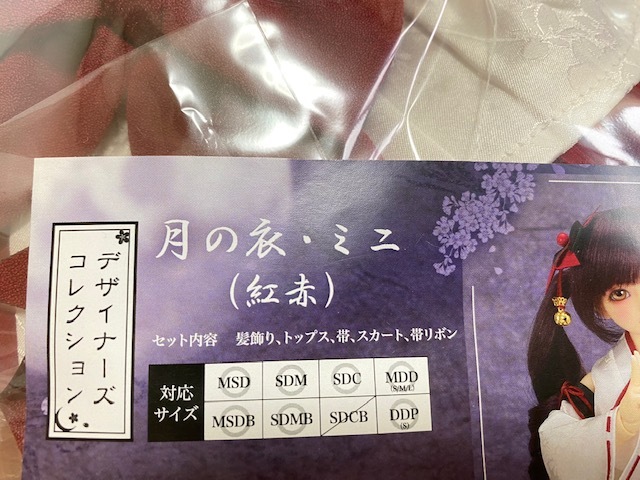 デザイナーズ
コレクション
月の衣・ミニ
(紅赤)
セット内容 髪飾り、トップス、帯、スカート、帯リボン
対応
サイズ
MSD SDM SDC MDD
(S/M/L)
MSDB SDMB SDCB DDP
(S)